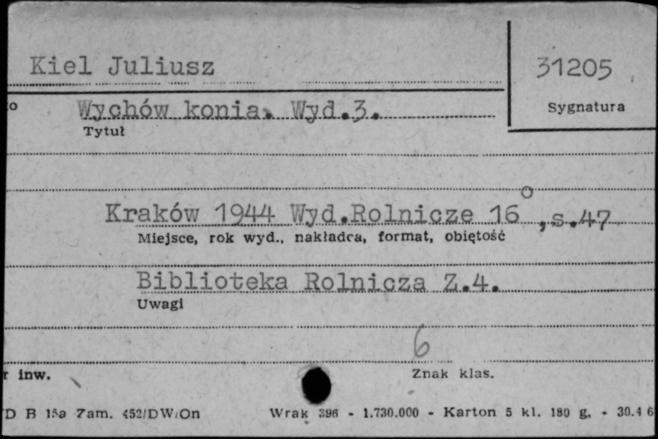 Kiel Juliusz
31205
Sygnatura
o Wychów konia. Wyd.3.
Tytuł
Kraków 1944 Wyd.Rolnicze 16°,s.47
Miejsce, rok wyd., nakładca, format, objętość
Biblioteka Rolnicza Z.4.
Uwagi
6
r inw.
Znak klas.
D B 15a Zam. 452/DW/On Wrak 396 - 1.730.000 - Karton 5 kl. 180 g. - 30.4 6